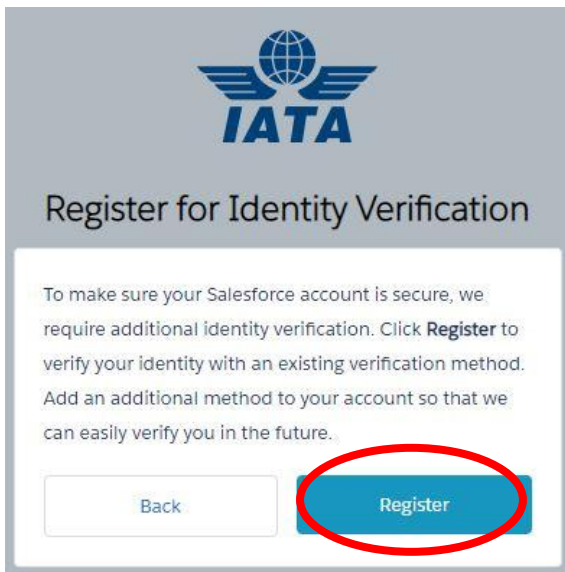 IATA
Register for Identity Verification
To make sure your Salesforce account is secure, we
require additional identity verification. Click Register to
verify your identity with an existing verification method.
Add an additional method to your account so that we
can easily verify you in the future.
Back
Register